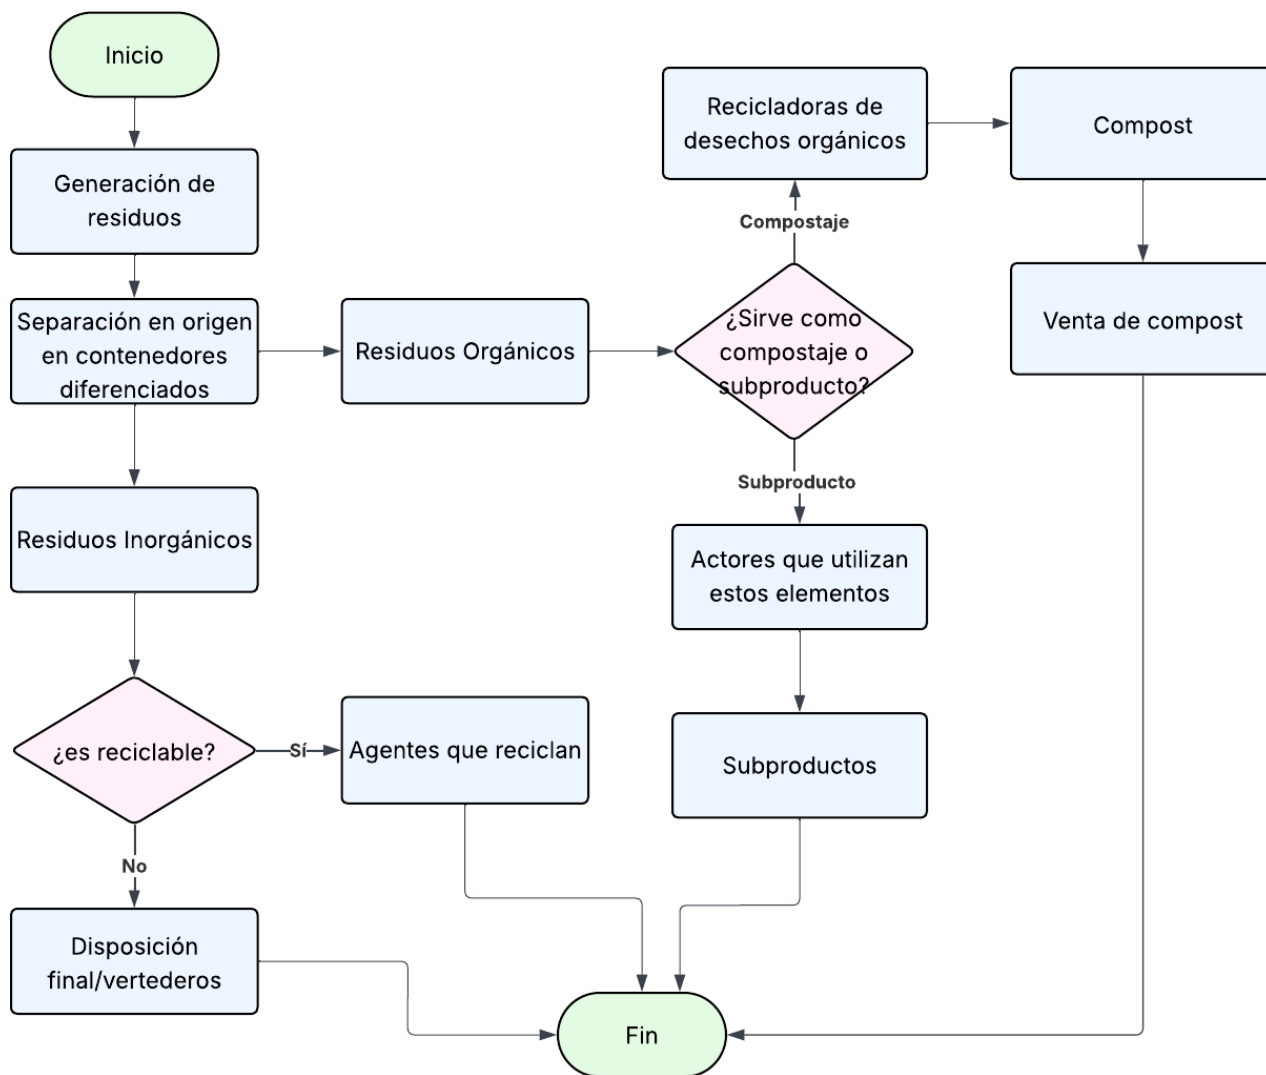 Inicio
Generación de
residuos
Separación en origen
en contenedores
diferenciados
Residuos Orgánicos
¿Sirve como
compostaje o
subproducto?
Compostaje
Recicladoras de
desechos orgánicos
Compost
Venta de compost
Subproducto
Actores que utilizan
estos elementos
Subproductos
Residuos Inorgánicos
¿es reciclable?
Sí
Agentes que reciclan
No
Disposición
final/vertederos
Fin